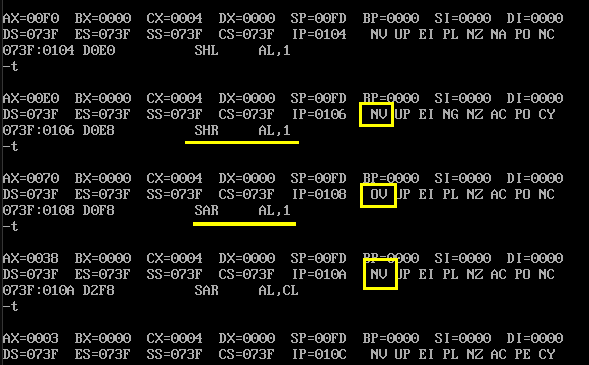 AX=00F0 BX=0000 CX=0004 DX=0000 SP=00FD BP=0000 SI=0000 DI=0000
DS=073F ES=073F SS=073F CS=073F IP=0104 NV UP EI PL NZ NA PO NC
073F:0104 D0E0 SHL AL,1
-t
AX=00E0 BX=0000 CX=0004 DX=0000 SP=00FD BP=0000 SI=0000 DI=0000
DS=073F ES=073F SS=073F CS=073F IP=0106 NV UP EI NG NZ AC PO CY
073F:0106 D0E8 SHR AL,1
-t
AX=0070 BX=0000 CX=0004 DX=0000 SP=00FD BP=0000 SI=0000 DI=0000
DS=073F ES=073F SS=073F CS=073F IP=0108 OV UP EI PL NZ AC PO NC
073F:0108 D0F8 SAR AL,1
-t
AX=0038 BX=0000 CX=0004 DX=0000 SP=00FD BP=0000 SI=0000 DI=0000
DS=073F ES=073F SS=073F CS=073F IP=010A NV UP EI PL NZ AC PO NC
073F:010A D2F8 SAR AL,CL
-t
AX=0003 BX=0000 CX=0004 DX=0000 SP=00FD BP=0000 SI=0000 DI=0000
DS=073F ES=073F SS=073F CS=073F IP=010C NV UP EI PL NZ AC PE CY